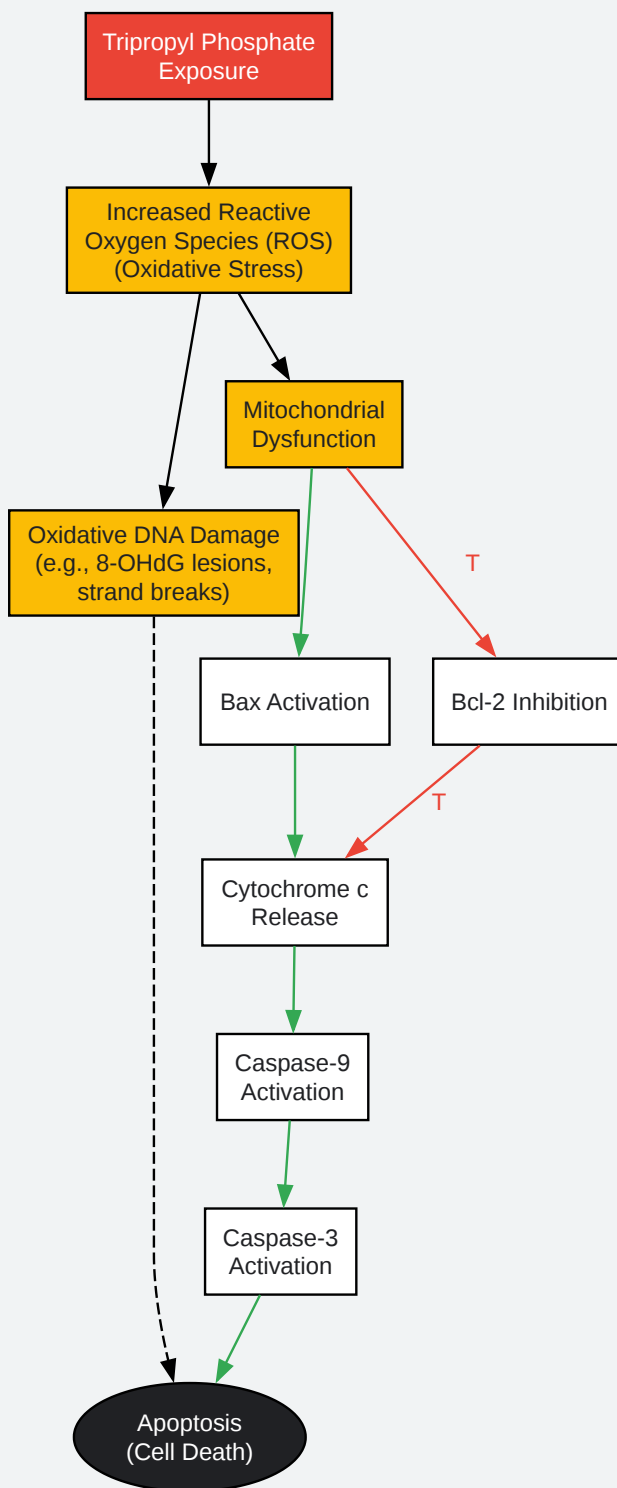 Tripropyl Phosphate
Exposure
Increased Reactive
Oxygen Species (ROS)
(Oxidative Stress)
Mitochondrial
Dysfunction
Oxidative DNA Damage
(e.g., 8-OHdG lesions,
strand breaks)
T
Bax Activation
Bcl-2 Inhibition
T
Cytochrome c
Release
Caspase-9
Activation
Caspase-3
Activation
Apoptosis
(Cell Death)